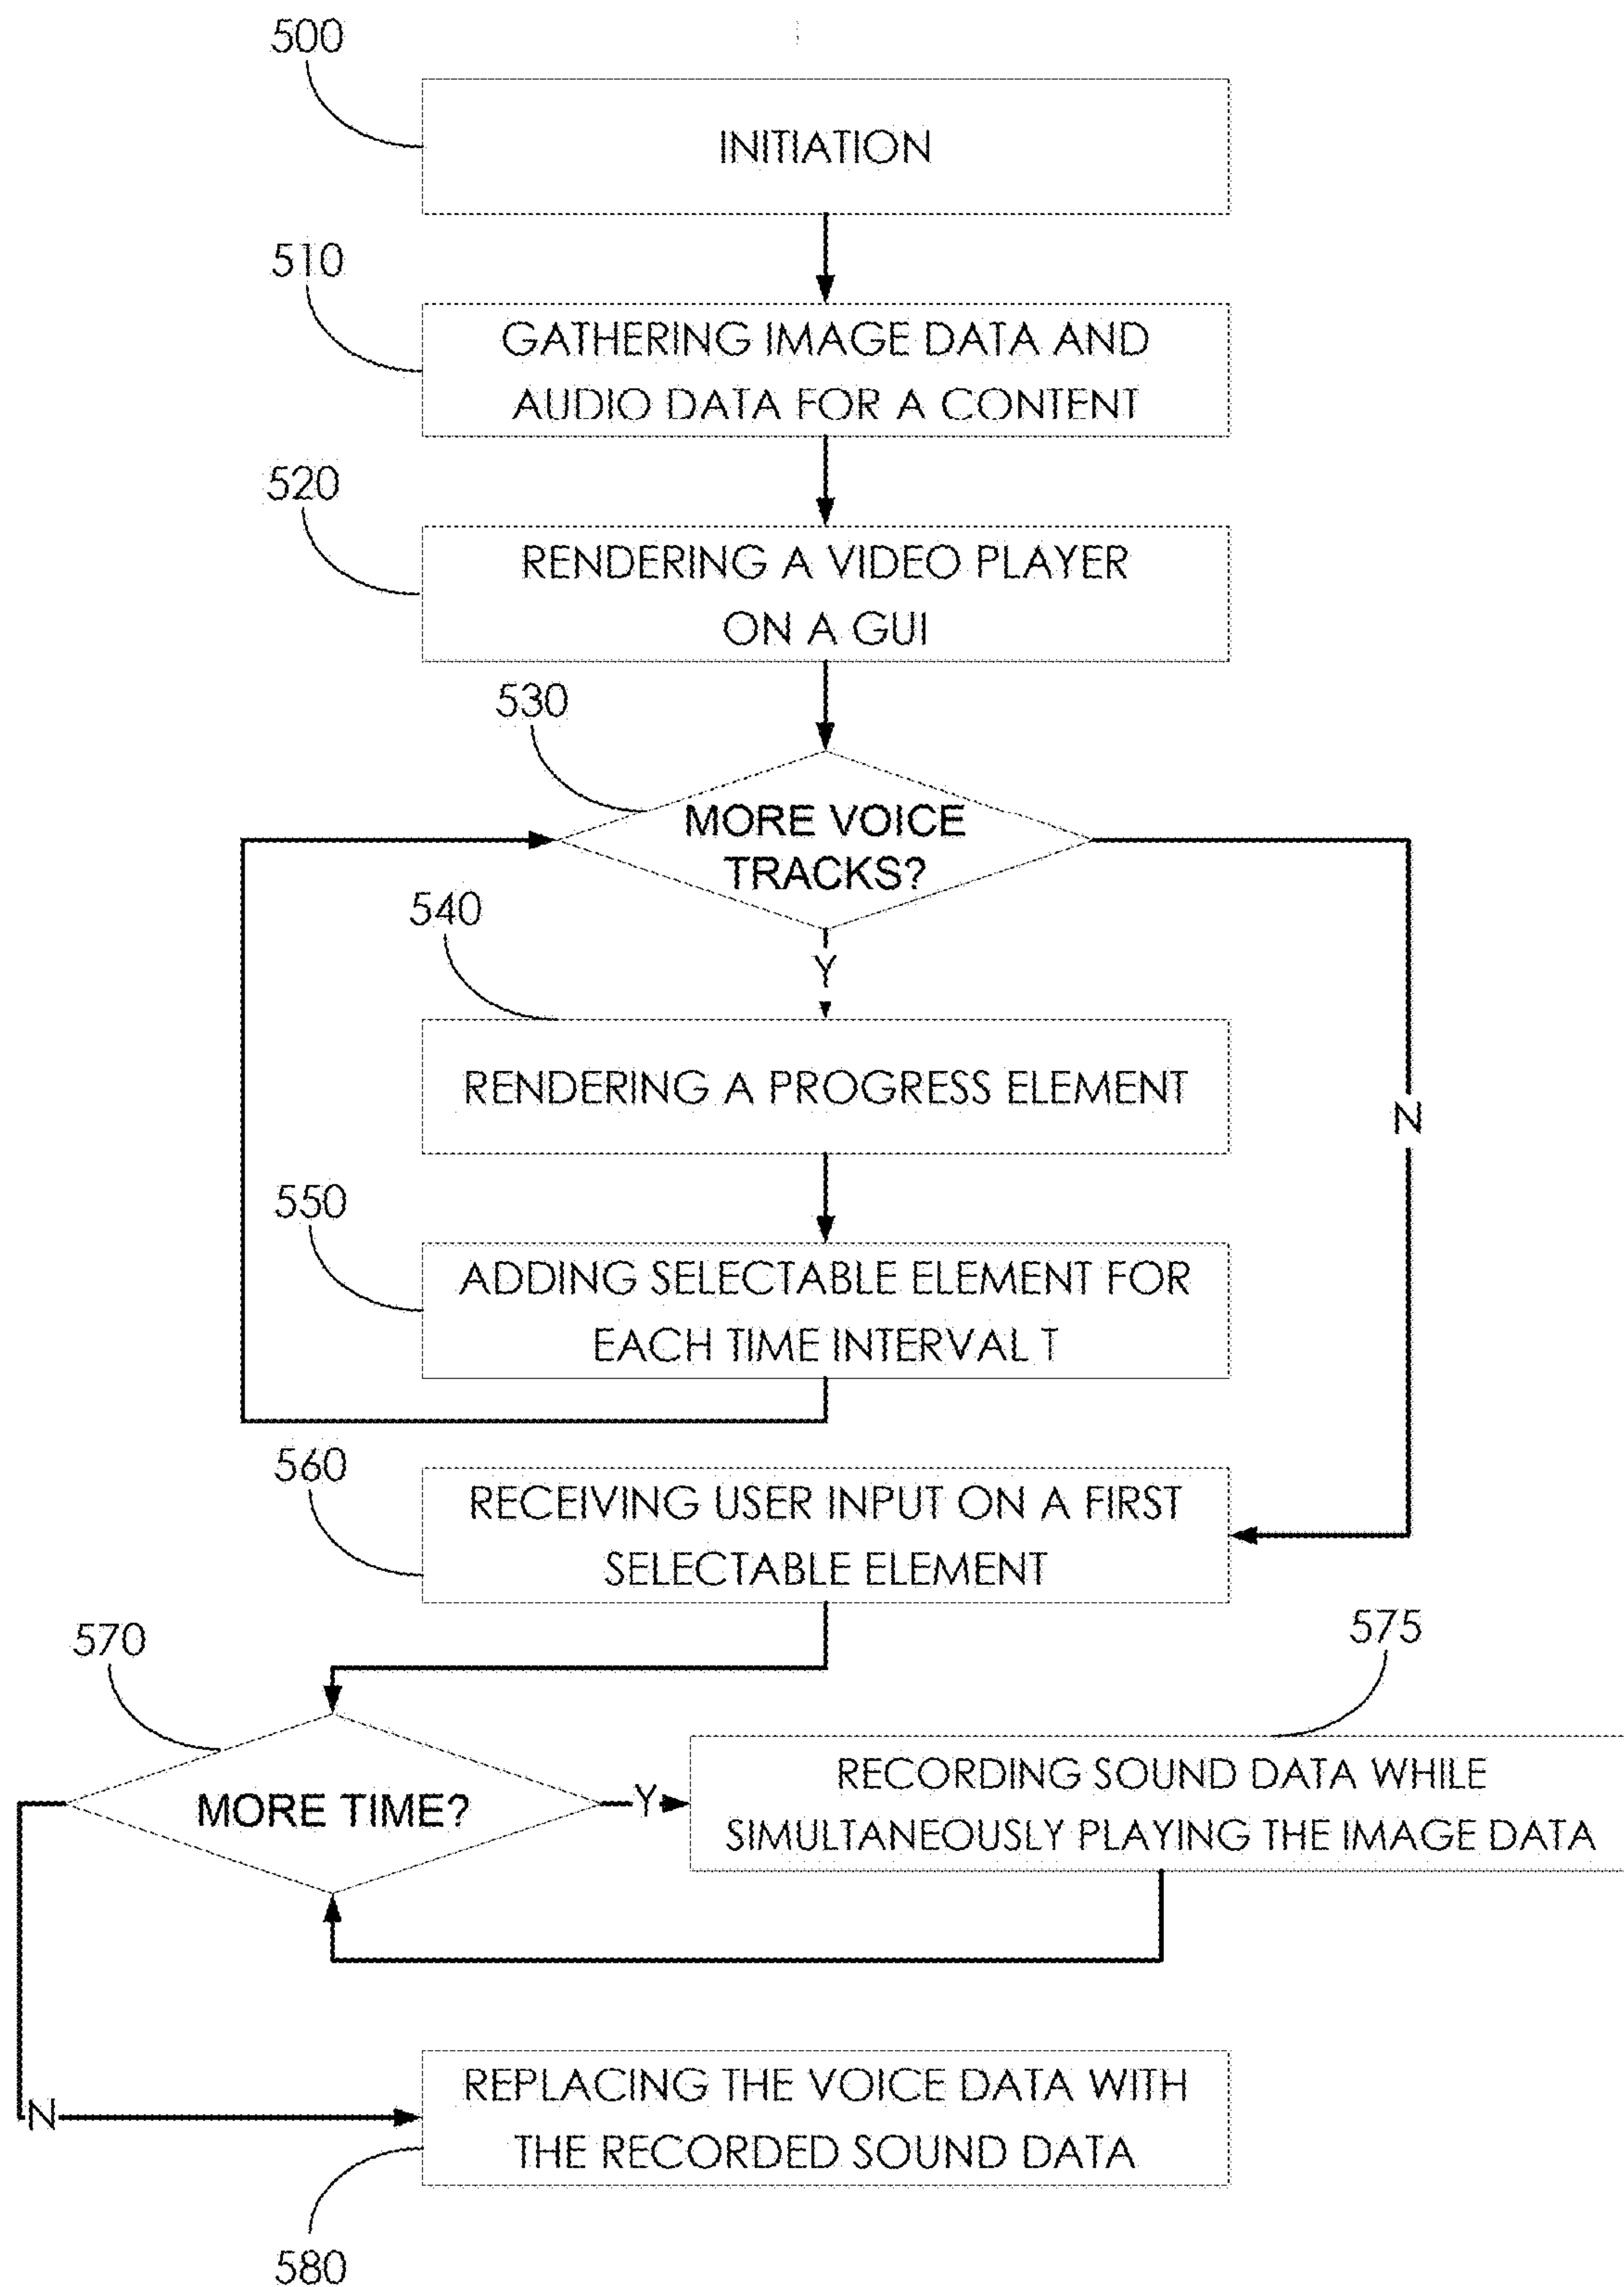 500
INITIATION
510
GATHERING IMAGE DATA AND
AUDIO DATA FOR A CONTENT
520
RENDERING A VIDEO PLAYER
ON A GUI
530
MORE VOICE
TRACKS?
540
Y
RENDERING A PROGRESS ELEMENT
N
550
ADDING SELECTABLE ELEMENT FOR
EACH TIME INTERVAL T
560
RECEIVING USER INPUT ON A FIRST
SELECTABLE ELEMENT
570
MORE TIME?
Y
575
RECORDING SOUND DATA WHILE
SIMULTANEOUSLY PLAYING THE IMAGE DATA
N
REPLACING THE VOICE DATA WITH
THE RECORDED SOUND DATA
580